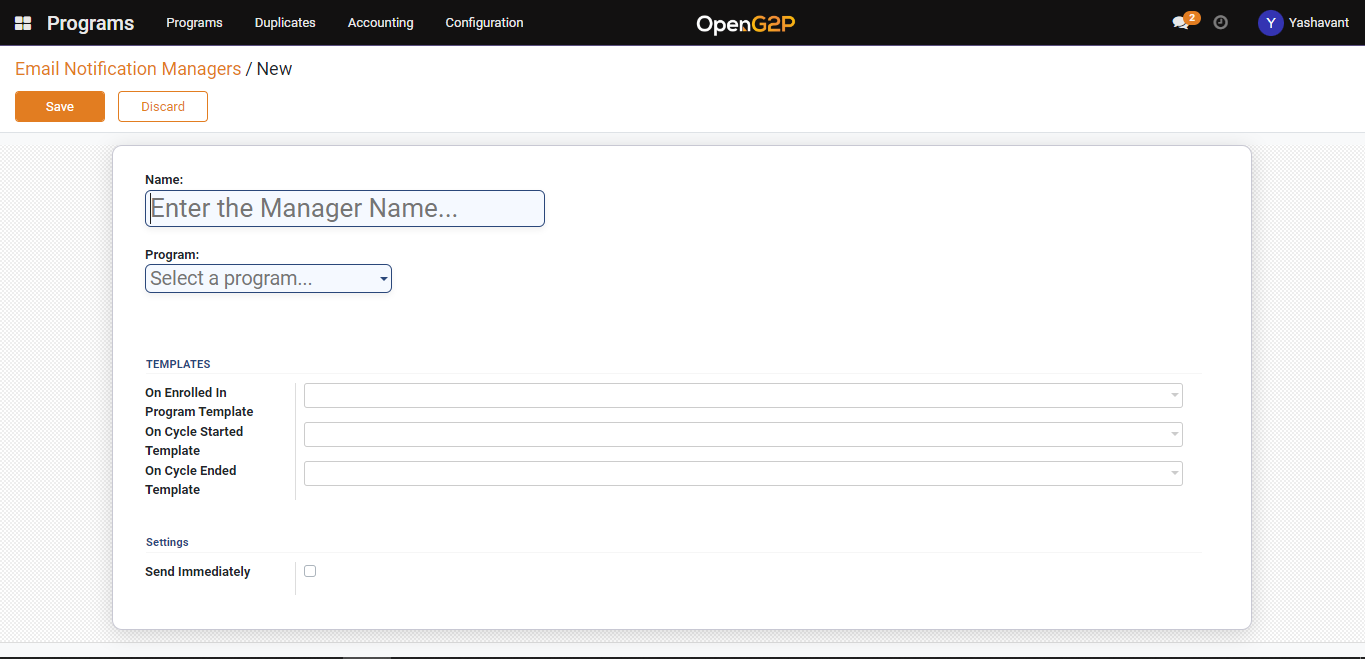 Programs Programs Duplicates Accounting Configuration OpenG2P 2 Y Yashavant
Email Notification Managers / New
Save Discard
Name:
Enter the Manager Name...
Program:
Select a program...
TEMPLATES
On Enrolled In
Program Template
On Cycle Started
Template
On Cycle Ended
Template
Settings
Send Immediately